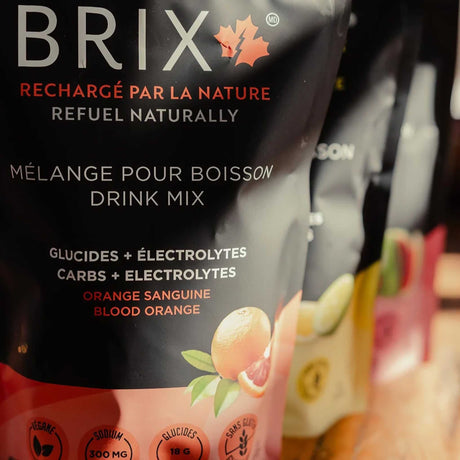 BRIX
MD
RECHARGÉ PAR LA NATURE
REFUEL NATURALLY
MÉLANGE POUR BOISSON
DRINK MIX
GLUCIDES + ÉLECTROLYTES
CARBS + ELECTROLYTES
ORANGE SANGUINE
BLOOD ORANGE
SODIUM
300 MG
GLUCIDES
18 G
SANS